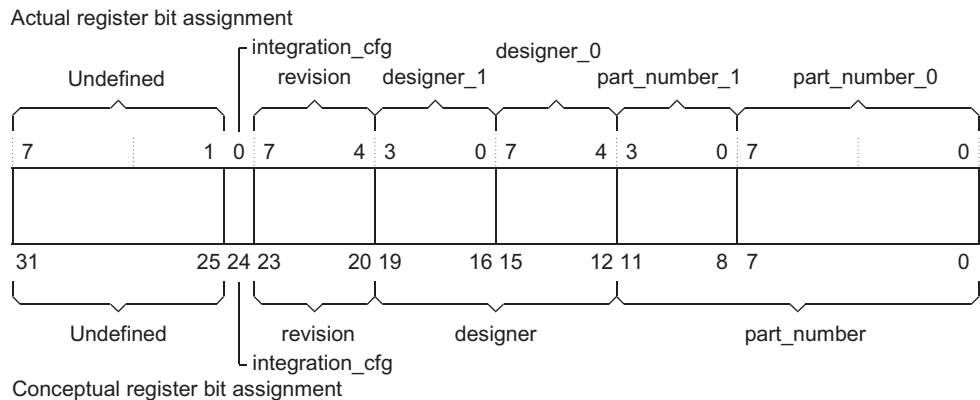 Actual register bit assignment
integration_cfg
designer_0
Undefined revision designer_1 part_number_1 part_number_0
7 1 0 7 4 3 0 7 4 3 0 7 0
31 25 24 23 20 19 16 15 12 11 8 7 0
Undefined revision designer part_number
integration_cfg
Conceptual register bit assignment